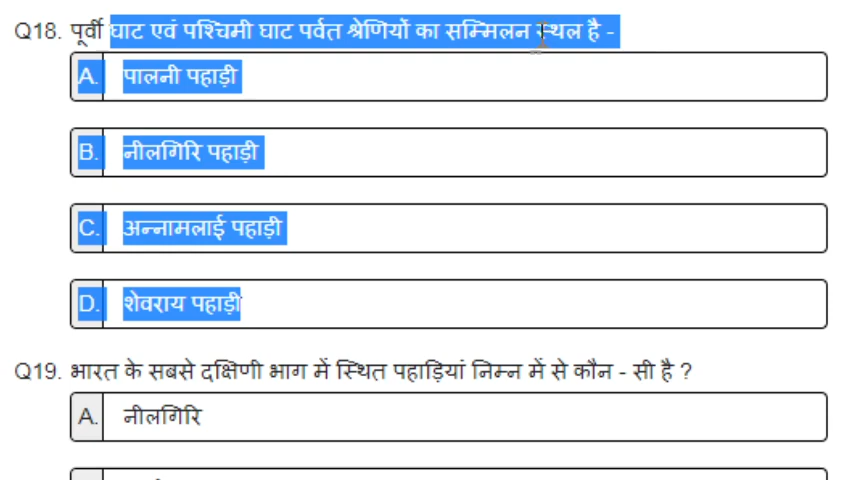 Q18. पूर्वी घाट एवं पश्चिमी घाट पर्वत श्रेणियों का सम्मिलन स्थल है -
A. पालनी पहाड़ी
B. नीलगिरि पहाड़ी
C. अन्नामलाई पहाड़ी
D. शेवराय पहाड़ी
Q19. भारत के सबसे दक्षिणी भाग में स्थित पहाड़ियां निम्न में से कौन - सी है ?
A. नीलगिरि